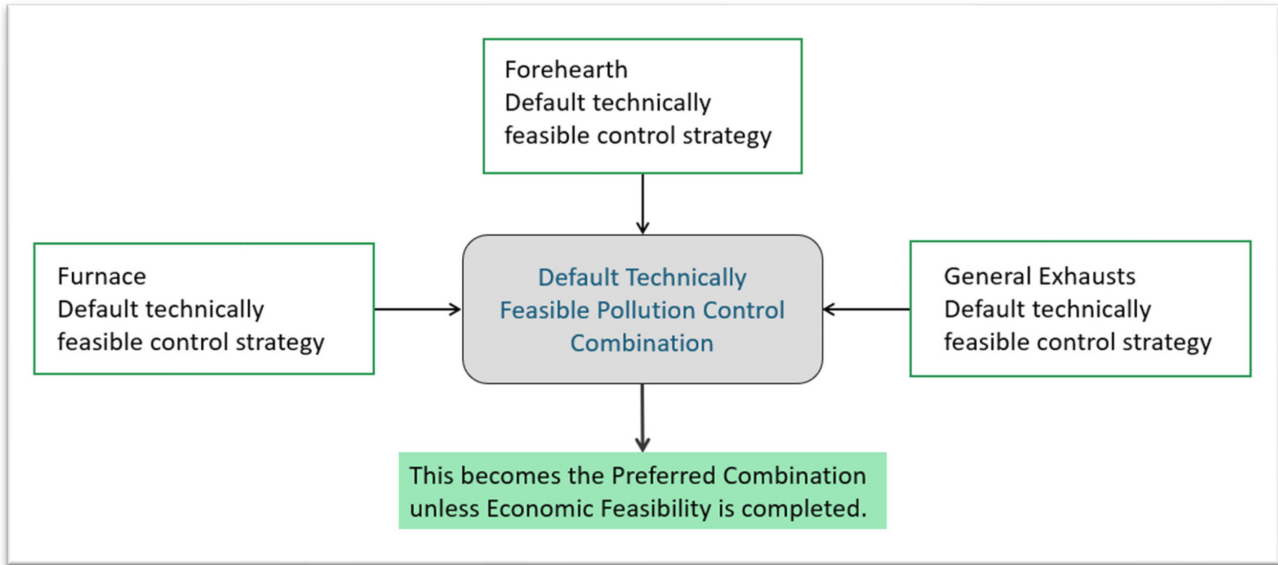 Forehearth
Default technically
feasible control strategy
Furnace
Default technically
feasible control strategy
Default Technically
Feasible Pollution Control
Combination
General Exhausts
Default technically
feasible control strategy
This becomes the Preferred Combination
unless Economic Feasibility is completed.